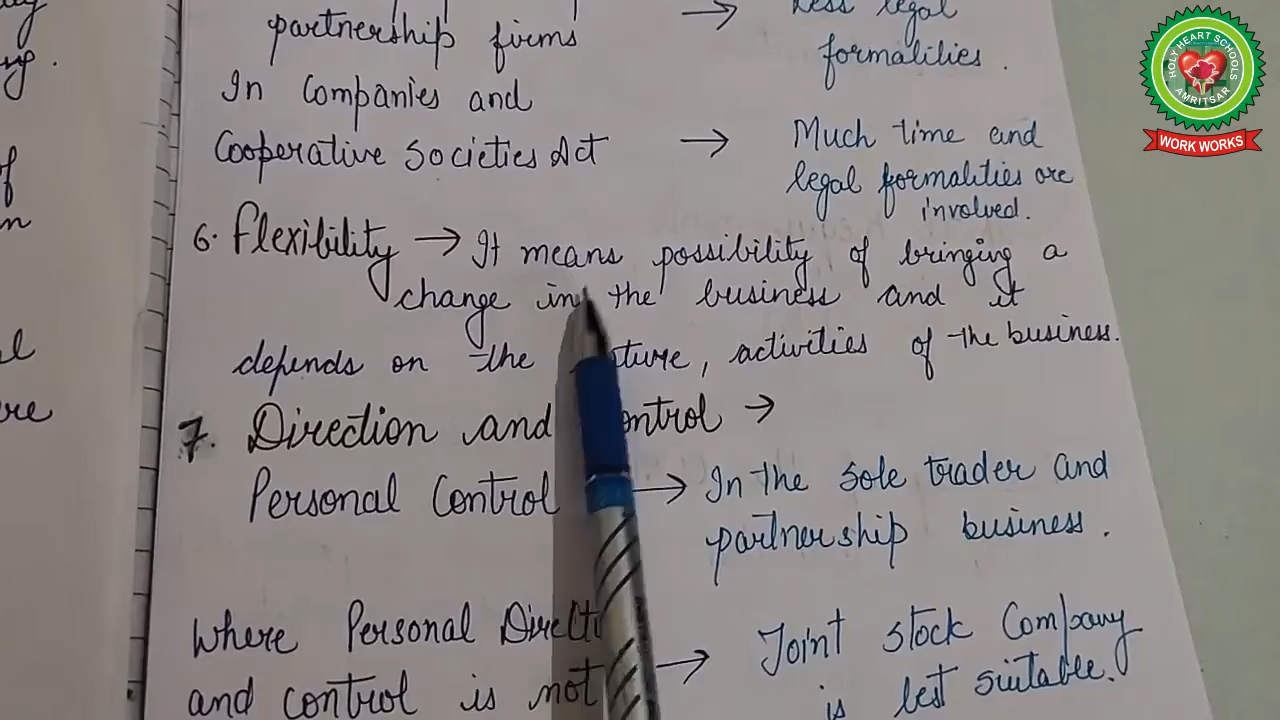 partnership firms → Less legal
formalities.
In Companies and
Cooperative Societies Act → Much time and
legal formalities are
involved.
6. Flexibility → It means possibility of bringing a
change in the business and it
depends on the nature, activities of the business.
7. Direction and Control →
Personal Control → In the sole trader and
partnership business.
Where Personal Directi
and control is not → Joint Stock Company
is best suitable.
HOLY HEART SCHOOLS
AMRITSAR
WORK WORKS